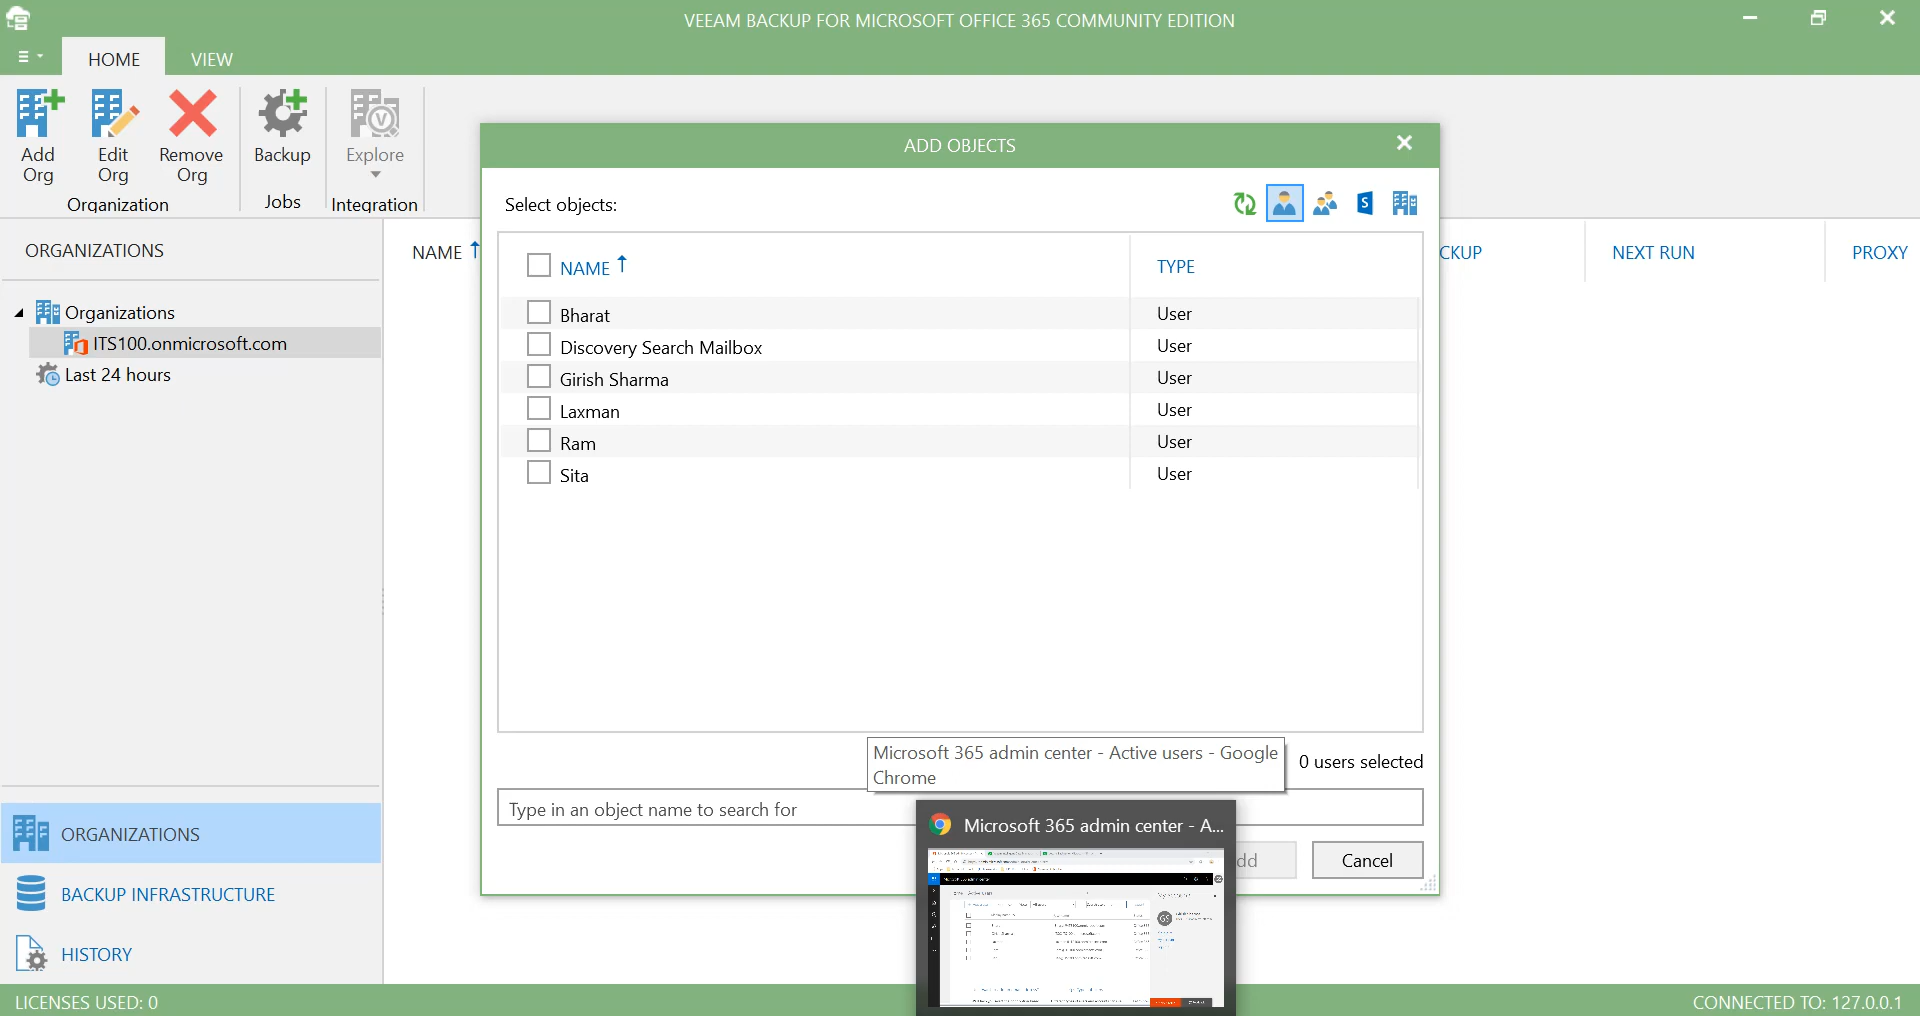 VEEAM BACKUP FOR MICROSOFT OFFICE 365 COMMUNITY EDITION
HOME
VIEW
Add
Org
Edit
Org
Remove
Org
Backup
Explore
Organization
Jobs
Integration
ORGANIZATIONS
Organizations
ITS100.onmicrosoft.com
Last 24 hours
NAME
CKUP
NEXT RUN
PROXY
ADD OBJECTS
Select objects:
NAME
TYPE
Bharat
User
Discovery Search Mailbox
User
Girish Sharma
User
Laxman
User
Ram
User
Sita
User
Microsoft 365 admin center - Active users - Google
Chrome
0 users selected
Type in an object name to search for
Microsoft 365 admin center - A...
dd
Cancel
ORGANIZATIONS
BACKUP INFRASTRUCTURE
HISTORY
LICENSES USED: 0
CONNECTED TO: 127.0.0.1